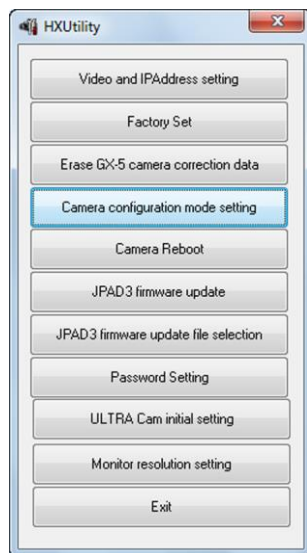 HXUtility
Video and IPAddress setting
Factory Set
Erase GX-5 camera correction data
Camera configuration mode setting
Camera Reboot
JPAD3 firmware update
JPAD3 firmware update file selection
Password Setting
ULTRA Cam initial setting
Monitor resolution setting
Exit